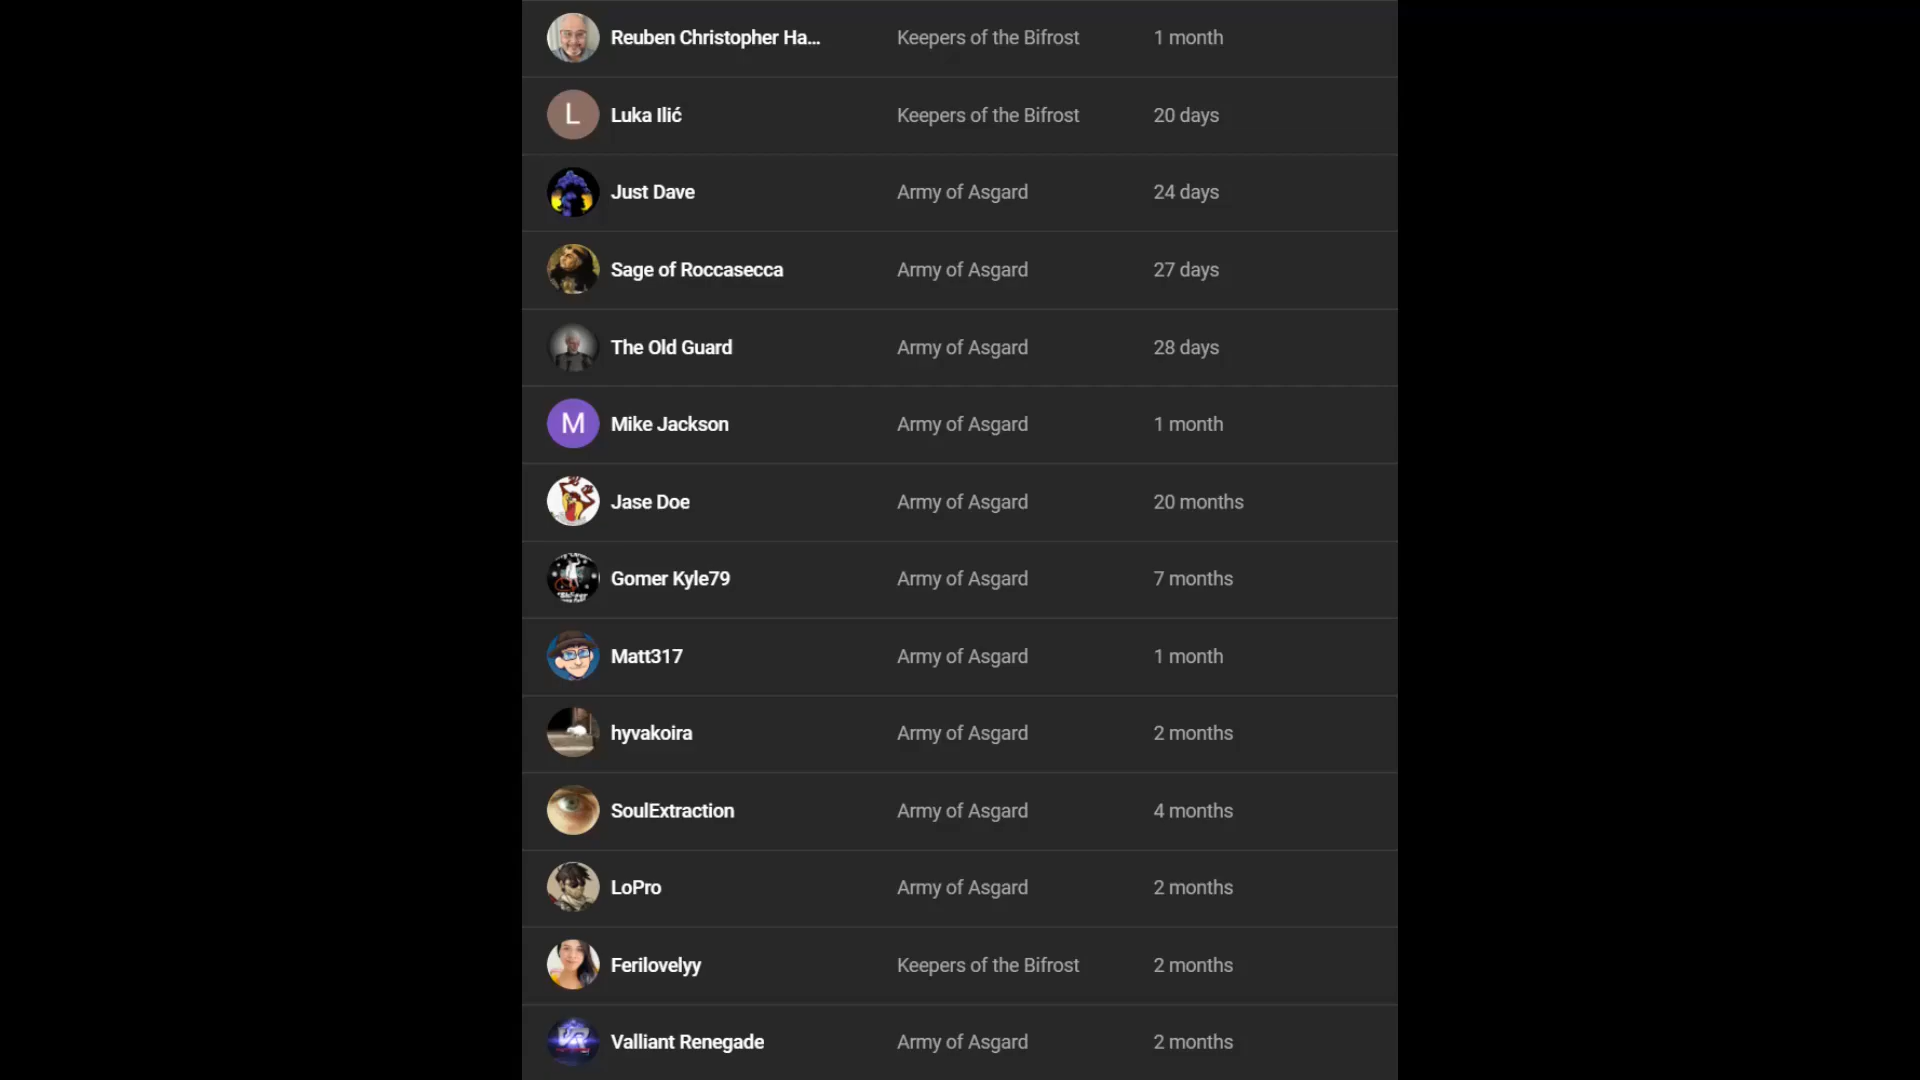 Reuben Christopher Ha... Keepers of the Bifrost 1 month
L Luka Ilić Keepers of the Bifrost 20 days
Just Dave Army of Asgard 24 days
Sage of Roccasecca Army of Asgard 27 days
The Old Guard Army of Asgard 28 days
M Mike Jackson Army of Asgard 1 month
Jase Doe Army of Asgard 20 months
Gomer Kyle79 Army of Asgard 7 months
Matt317 Army of Asgard 1 month
hyvakoira Army of Asgard 2 months
SoulExtraction Army of Asgard 4 months
LoPro Army of Asgard 2 months
Ferilovelyy Keepers of the Bifrost 2 months
VR Valliant Renegade Army of Asgard 2 months